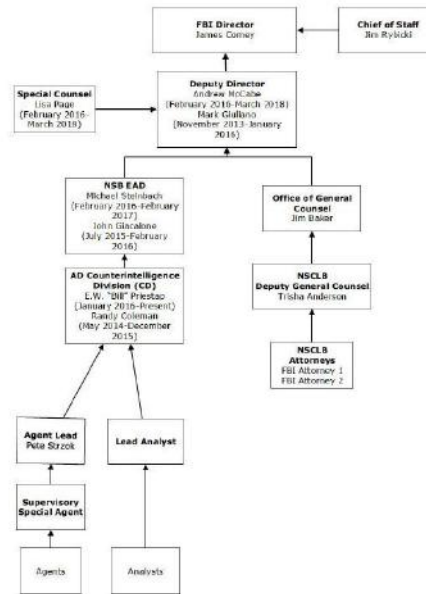 FBI Director
James Comey
Chief of Staff
Jim Rybicki
Deputy Director
Andrew McCabe
(February 2016-March 2018)
Mark Giuliano
(November 2013-January
2016)
Special Counsel
Lisa Page
(February 2016-
March 2018)
NSB EAD
Michael Steinbach
(February 2016-February
2017)
John Giacalone
(July 2015-February
2016)
Office of General
Counsel
Jim Baker
AD Counterintelligence
Division (CD)
E.W. "Bill" Priestap
(January 2016-Present)
Randy Coleman
(May 2014-December
2015)
NSCLB
Deputy General Counsel
Trisha Anderson
NSCLB
Attorneys
FBI Attorney 1
FBI Attorney 2
Agent Lead
Pete Strzok
Lead Analyst
Supervisory
Special Agent
Agents
Analysts